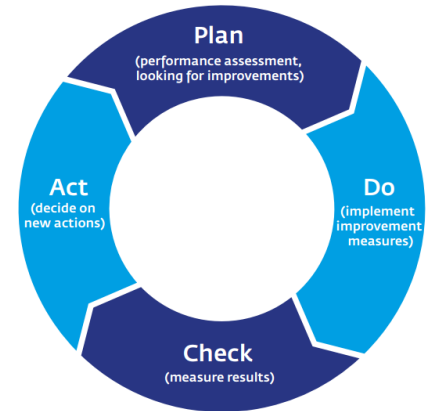 Plan
(performance assessment,
looking for improvements)
Do
(implement
improvement
measures)
Check
(measure results)
Act
(decide on
new actions)